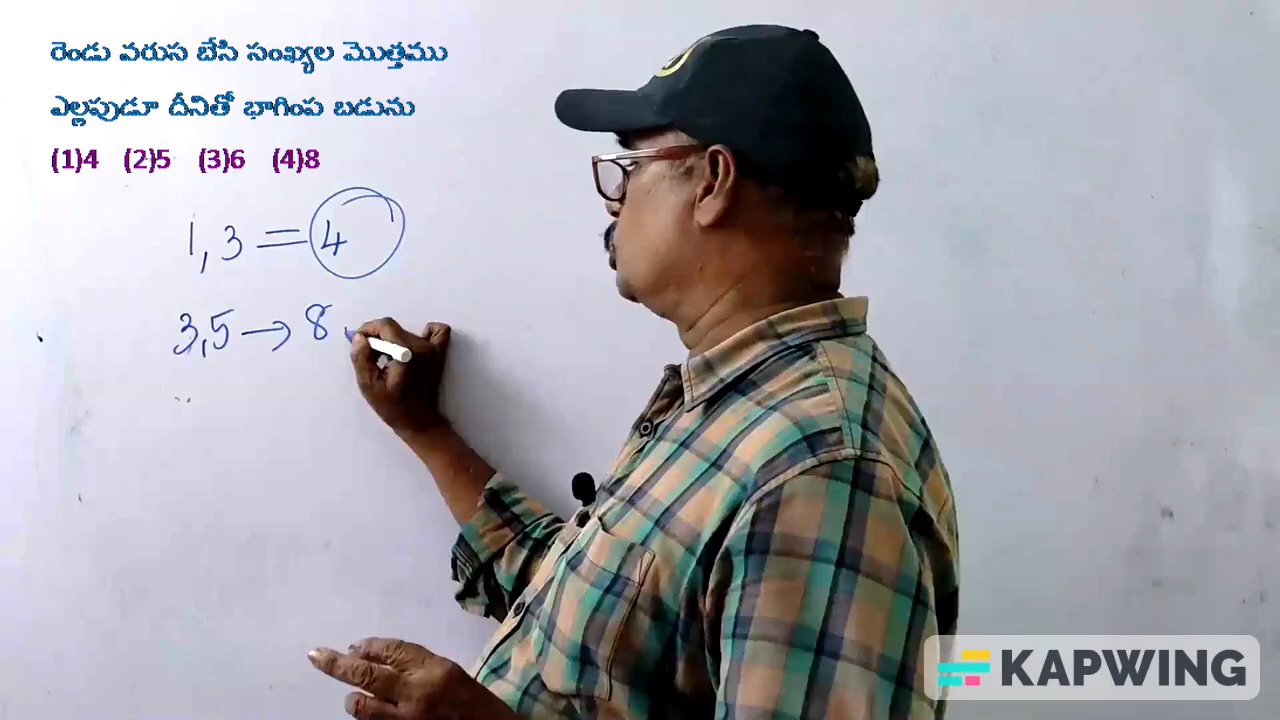 రెండు వరుస బేసి సంఖ్యల మొత్తము
ఎల్లపుడూ దీనితో భాగింప బడును
(1)4 (2)5 (3)6 (4)8
1,3 = 4
3,5 → 8
KAPWING